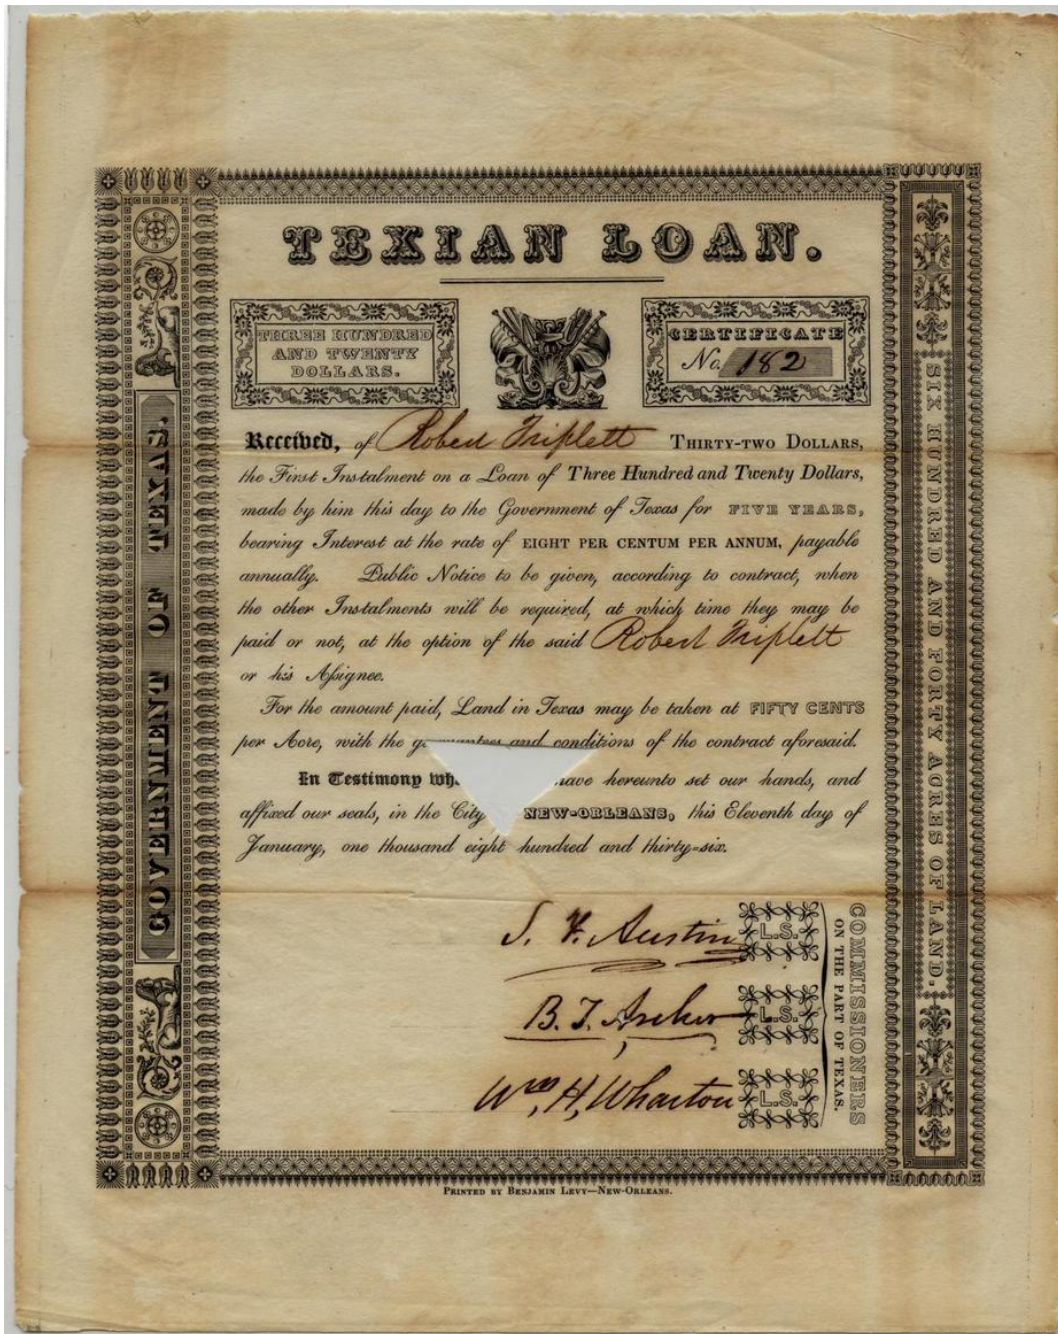 TEXIAN LOAN.
THREE HUNDRED
AND TWENTY
DOLLARS.
CERTIFICATE
No. 182
Received, of Robert Triplett THIRTY-TWO DOLLARS,
the First Instalment on a Loan of Three Hundred and Twenty Dollars,
made by him this day to the Government of Texas for FIVE YEARS,
bearing Interest at the rate of EIGHT PER CENTUM PER ANNUM, payable
annually. Public Notice to be given, according to contract, when
the other Instalments will be required, at which time they may be
paid or not, at the option of the said Robert Triplett
or his Assignee.
For the amount paid, Land in Texas may be taken at FIFTY CENTS
per Acre, with the guarantees and conditions of the contract aforesaid.
In Testimony have hereunto set our hands, and
affixed our seals, in the City NEW-ORLEANS, this Eleventh day of
January, one thousand eight hundred and thirty-six.
S. F. Austin L.S.
B. T. Archer L.S.
Wm. H. Wharton L.S.
COMMISSIONERS
ON THE PART OF TEXAS.
GOVERNMENT OF TEXAS.
SIX HUNDRED AND FORTY ACRES OF LAND.
PRINTED BY BENJAMIN LEVY—NEW-ORLEANS.